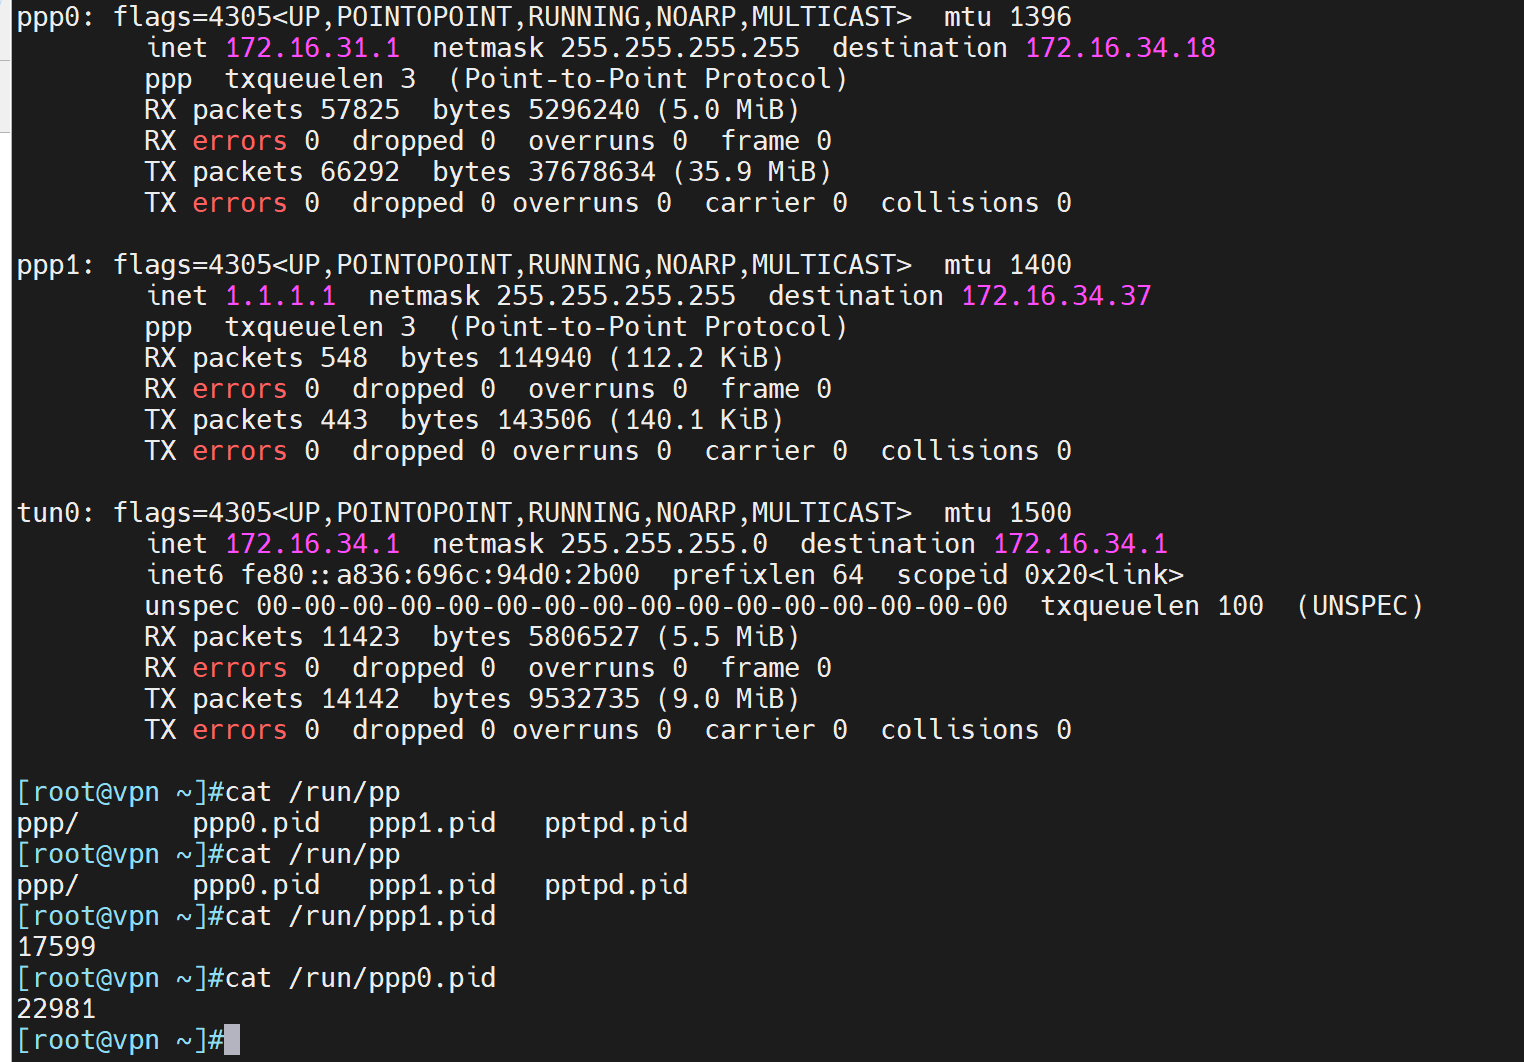 ppp0: flags=4305<UP,POINTOPOINT,RUNNING,NOARP,MULTICAST>  mtu 1396
        inet 172.16.31.1  netmask 255.255.255.255  destination 172.16.34.18
        ppp  txqueuelen 3  (Point-to-Point Protocol)
        RX packets 57825  bytes 5296240 (5.0 MiB)
        RX errors 0  dropped 0  overruns 0  frame 0
        TX packets 66292  bytes 37678634 (35.9 MiB)
        TX errors 0  dropped 0 overruns 0  carrier 0  collisions 0

ppp1: flags=4305<UP,POINTOPOINT,RUNNING,NOARP,MULTICAST>  mtu 1400
        inet 1.1.1.1  netmask 255.255.255.255  destination 172.16.34.37
        ppp  txqueuelen 3  (Point-to-Point Protocol)
        RX packets 548  bytes 114940 (112.2 KiB)
        RX errors 0  dropped 0  overruns 0  frame 0
        TX packets 443  bytes 143506 (140.1 KiB)
        TX errors 0  dropped 0 overruns 0  carrier 0  collisions 0

tun0: flags=4305<UP,POINTOPOINT,RUNNING,NOARP,MULTICAST>  mtu 1500
        inet 172.16.34.1  netmask 255.255.255.0  destination 172.16.34.1
        inet6 fe80::a836:696c:94d0:2b00  prefixlen 64  scopeid 0x20<link>
        unspec 00-00-00-00-00-00-00-00-00-00-00-00-00-00-00-00  txqueuelen 100  (UNSPEC)
        RX packets 11423  bytes 5806527 (5.5 MiB)
        RX errors 0  dropped 0  overruns 0  frame 0
        TX packets 14142  bytes 9532735 (9.0 MiB)
        TX errors 0  dropped 0 overruns 0  carrier 0  collisions 0

[root@vpn ~]#cat /run/pp
ppp/       ppp0.pid   ppp1.pid   pptpd.pid
[root@vpn ~]#cat /run/pp
ppp/       ppp0.pid   ppp1.pid   pptpd.pid
[root@vpn ~]#cat /run/ppp1.pid
17599
[root@vpn ~]#cat /run/ppp0.pid
22981
[root@vpn ~]#